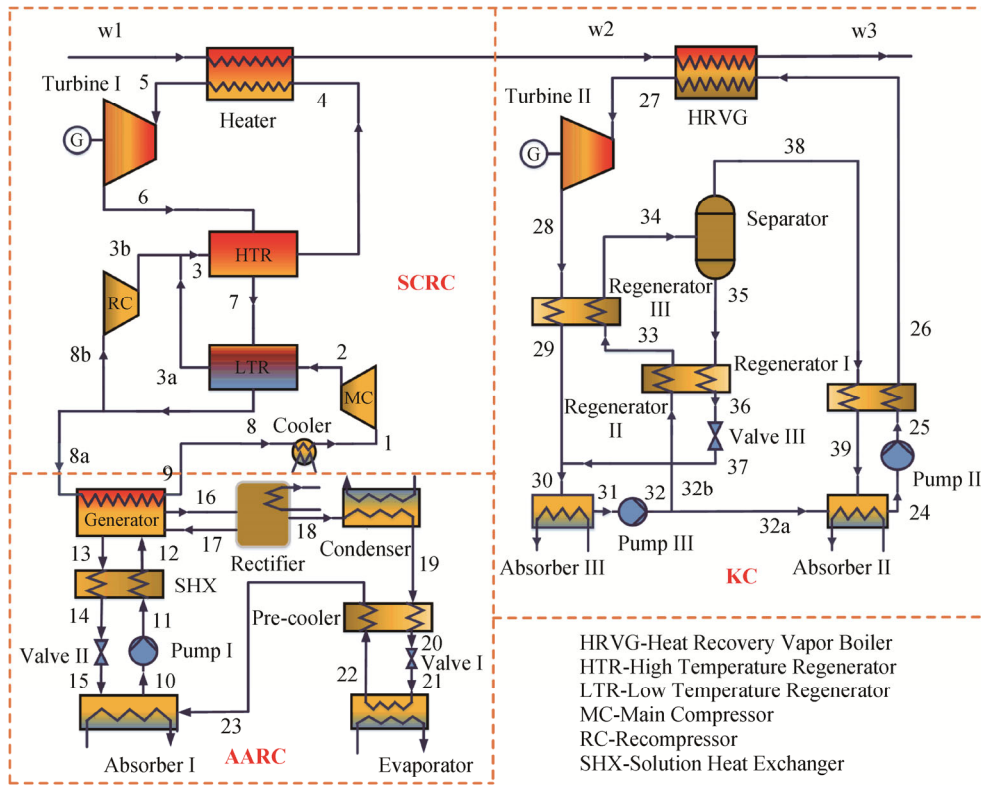 w1
w2
w3
Turbine I
5
4
Heater
G
6
3b
3
HTR
RC
7
SCRC
8b
3a
LTR
2
MC
8
Cooler
1
8a
9
Turbine II
27
HRVG
G
38
28
34
Separator
Regenerator
III
35
29
33
26
Regenerator I
Regenerator
II
36
Valve III
37
39
25
Pump II
30
31
32
32b
32a
24
Pump III
Absorber III
KC
Absorber II
Generator
16
17
18
Rectifier
Condenser
13
12
19
SHX
14
11
Pre-cooler
Valve II
Pump I
20
Valve I
15
10
22
21
23
Absorber I
AARC
Evaporator
HRVG-Heat Recovery Vapor Boiler
HTR-High Temperature Regenerator
LTR-Low Temperature Regenerator
MC-Main Compressor
RC-Recompressor
SHX-Solution Heat Exchanger